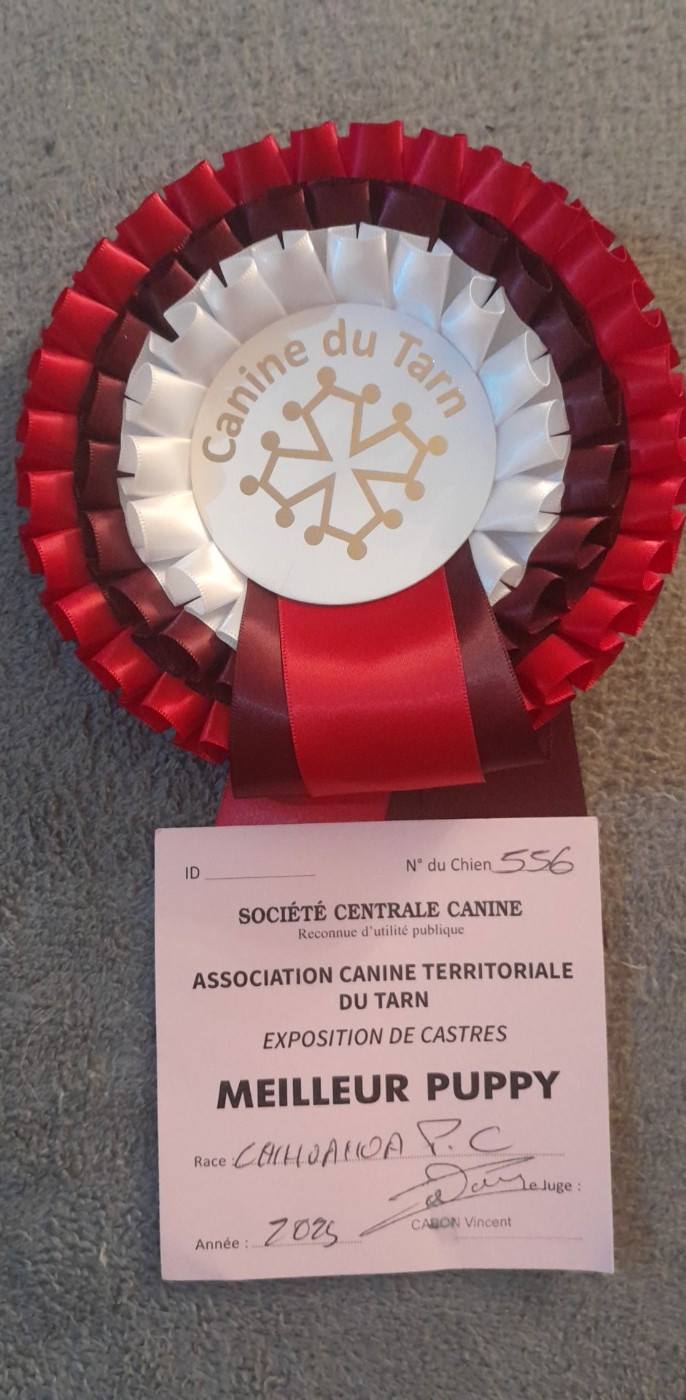 Canine du Tarn
ID
N° du Chien 556
SOCIÉTÉ CENTRALE CANINE
Reconnue d'utilité publique
ASSOCIATION CANINE TERRITORIALE
DU TARN
EXPOSITION DE CASTRES
MEILLEUR PUPPY
Race : CHIHUAHUA P.C
Le Juge :
CABON Vincent
Année : 2025